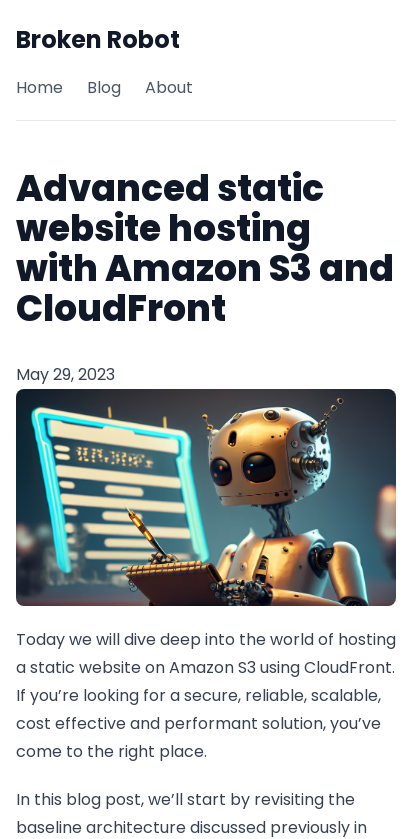 Broken Robot
Home Blog About
Advanced static
website hosting
with Amazon S3 and
CloudFront
May 29, 2023
Today we will dive deep into the world of hosting
a static website on Amazon S3 using CloudFront.
If you’re looking for a secure, reliable, scalable,
cost effective and performant solution, you’ve
come to the right place.
In this blog post, we’ll start by revisiting the
baseline architecture discussed previously in